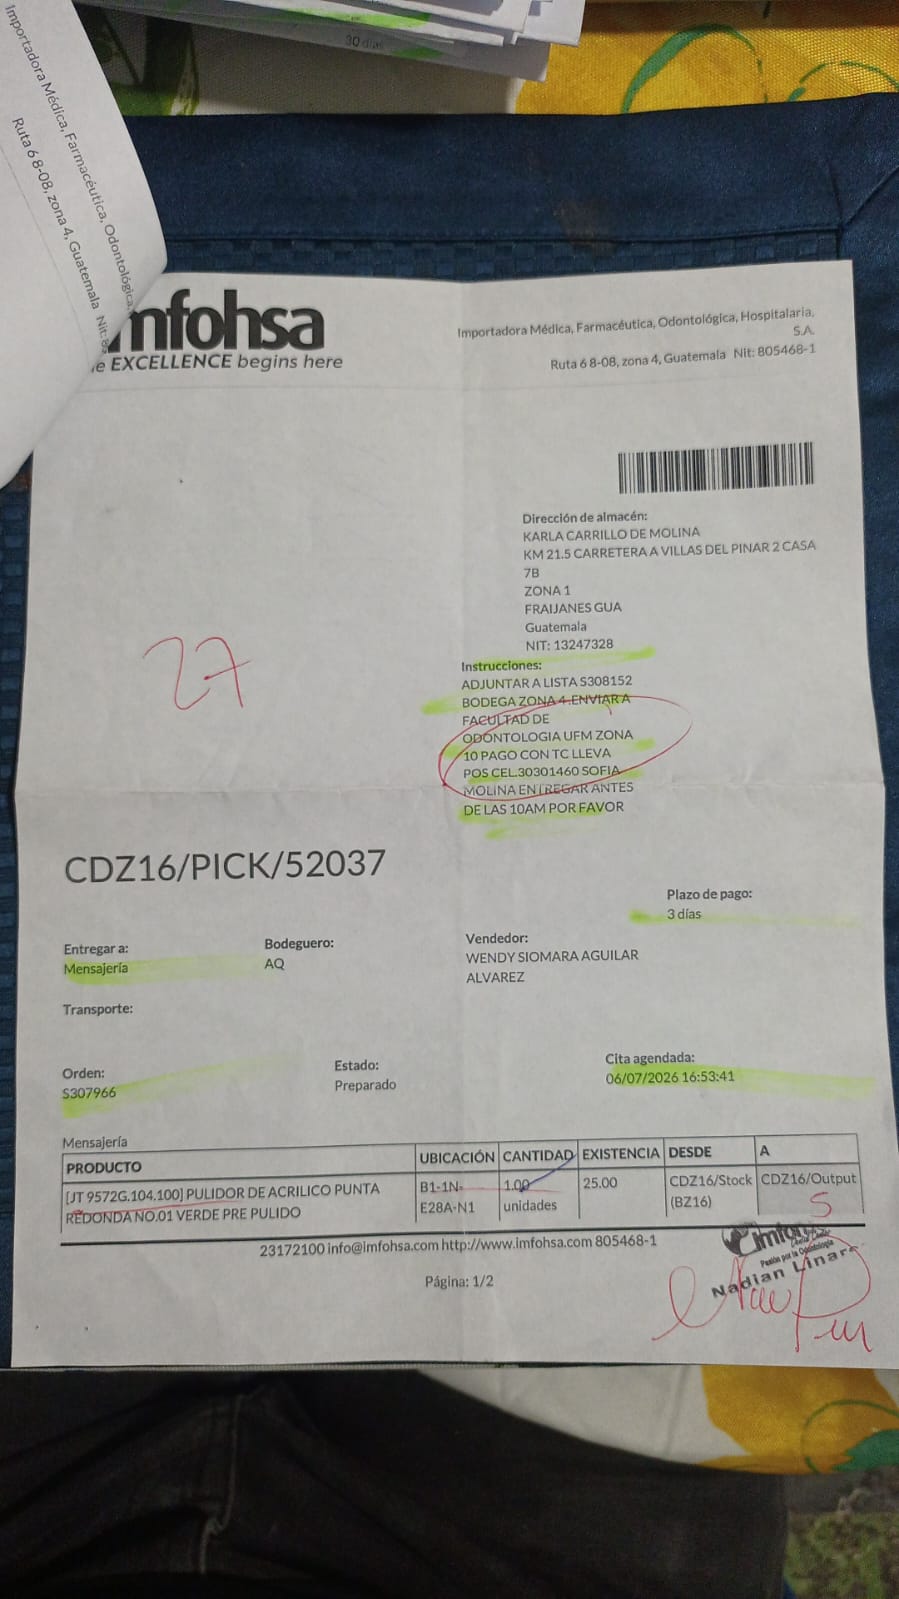 30 días
Importadora Médica, Farmacéutica, Odontológica,
Ruta 6 8-08, zona 4, Guatemala Nit: 8
mfohsa
e EXCELLENCE begins here
Importadora Médica, Farmacéutica, Odontológica, Hospitalaria,
S.A.
Ruta 6 8-08, zona 4, Guatemala Nit: 805468-1
Dirección de almacén:
KARLA CARRILLO DE MOLINA
KM 21.5 CARRETERA A VILLAS DEL PINAR 2 CASA
7B
ZONA 1
FRAIJANES GUA
Guatemala
NIT: 13247328
27
Instrucciones:
ADJUNTAR A LISTA S308152
BODEGA ZONA 4.ENVIAR A
FACULTAD DE
ODONTOLOGIA UFM ZONA
10 PAGO CON TC LLEVA
POS CEL.30301460 SOFIA
MOLINA ENTREGAR ANTES
DE LAS 10AM POR FAVOR
CDZ16/PICK/52037
Plazo de pago:
3 días
Entregar a:
Mensajería
Bodeguero:
AQ
Vendedor:
WENDY SIOMARA AGUILAR
ALVAREZ
Transporte:
Orden:
S307966
Estado:
Preparado
Cita agendada:
06/07/2026 16:53:41
Mensajería
PRODUCTO UBICACIÓN CANTIDAD EXISTENCIA DESDE A
[JT 9572G.104.100] PULIDOR DE ACRILICO PUNTA B1-1N- 1.00 25.00 CDZ16/Stock CDZ16/Output
REDONDA NO.01 VERDE PRE PULIDO E28A-N1 unidades (BZ16) S
23172100 info@imfohsa.com http://www.imfohsa.com 805468-1
Pasión por la Odontología
Nadian Linar
Página: 1/2